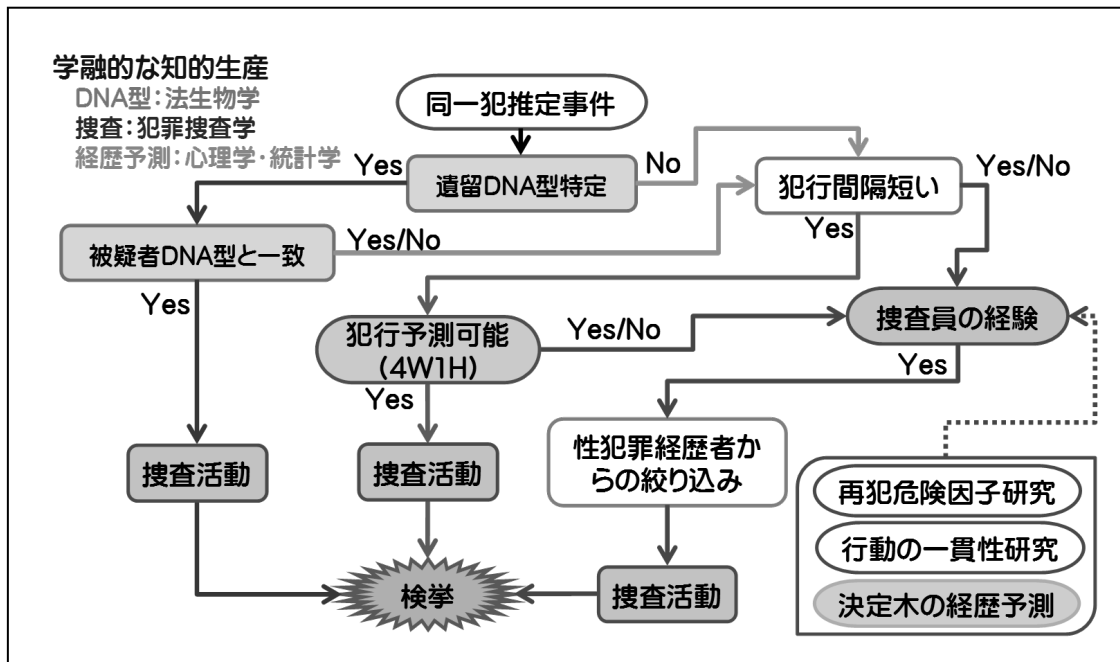 学融的な知的生産
DNA型：法生物学
捜査：犯罪捜査学
経歴予測：心理学・統計学
同一犯推定事件
Yes
遺留DNA型特定
No
犯行間隔短い
Yes/No
Yes
被疑者DNA型と一致
Yes/No
Yes
犯行予測可能
(4W1H)
Yes/No
Yes
捜査員の経験
Yes
捜査活動
捜査活動
性犯罪経歴者か
らの絞り込み
捜査活動
検挙
再犯危険因子研究
行動の一貫性研究
決定木の経歴予測